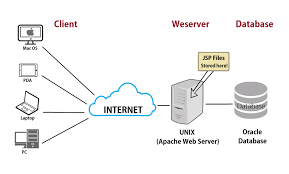 Client
Weserver
Database
Mac OS
JSP Files
Stored here!
PDA
INTERNET
Database
Laptop
UNIX
(Apache Web Server)
Oracle
Database
PC